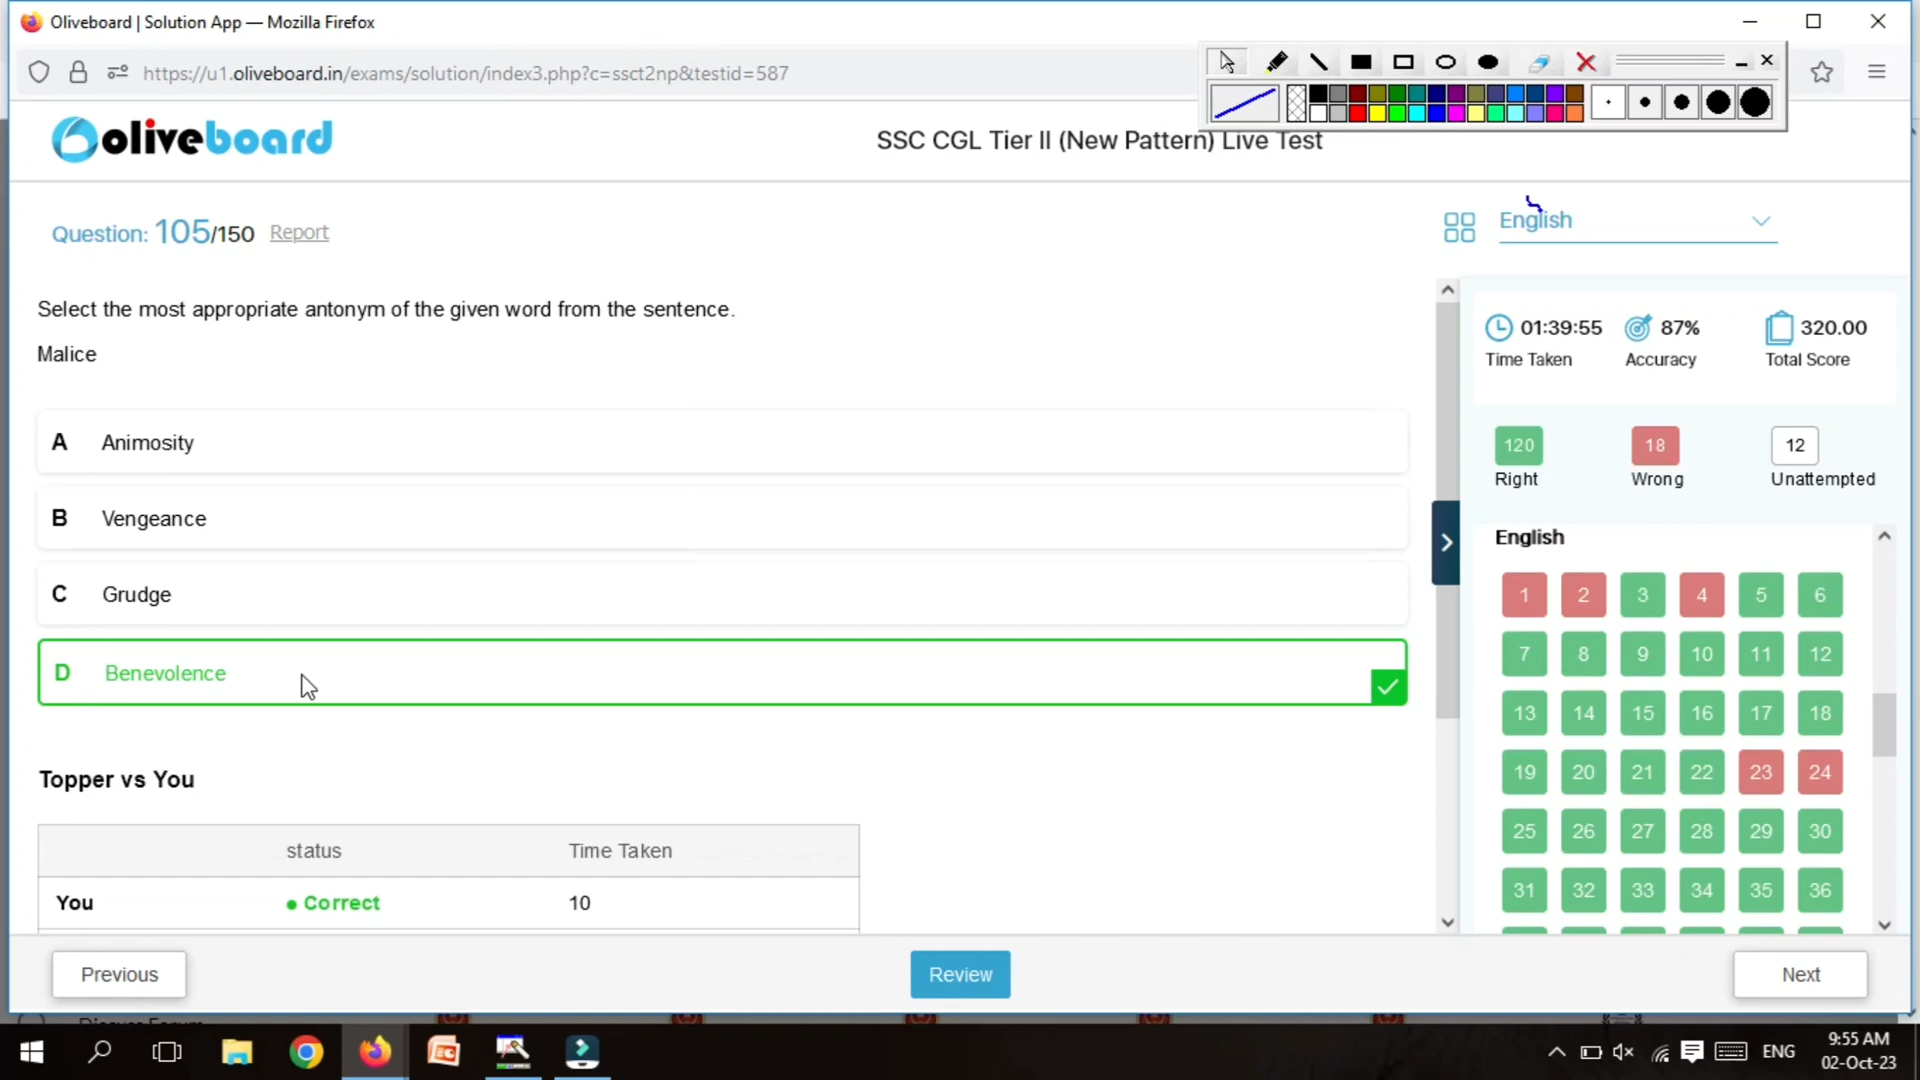 Oliveboard | Solution App — Mozilla Firefox
https://u1.oliveboard.in/exams/solution/index3.php?c=ssct2np&testid=587
oliveboard
SSC CGL Tier II (New Pattern) Live Test
Question: 105/150 Report
English
Select the most appropriate antonym of the given word from the sentence.
Malice
A Animosity
B Vengeance
C Grudge
D Benevolence
Topper vs You
status Time Taken
You Correct 10
01:39:55 87% 320.00
Time Taken Accuracy Total Score
120 18 12
Right Wrong Unattempted
English
1 2 3 4 5 6
7 8 9 10 11 12
13 14 15 16 17 18
19 20 21 22 23 24
25 26 27 28 29 30
31 32 33 34 35 36
Previous
Review
Next
ENG
9:55 AM
02-Oct-23